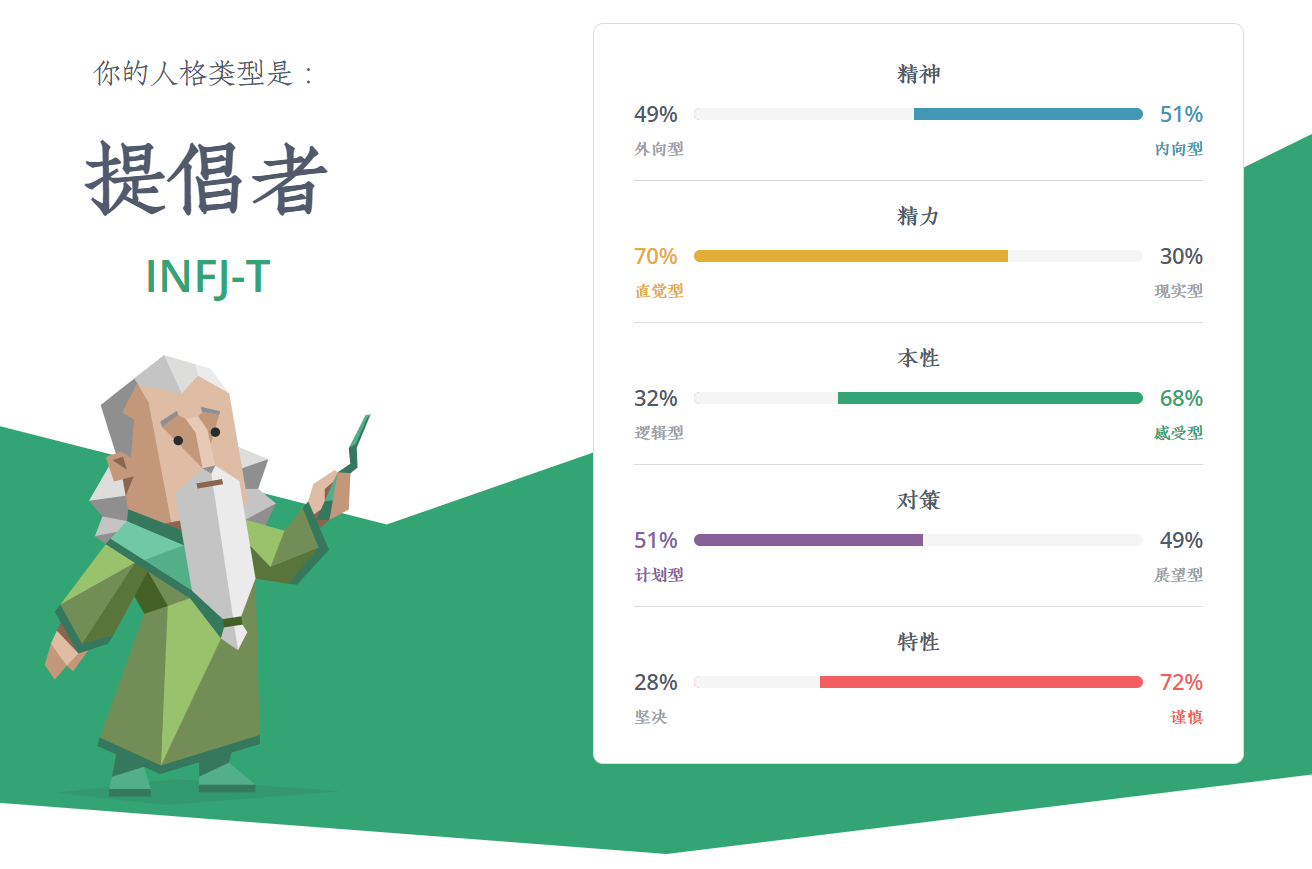 你的人格类型是：
提倡者
INFJ-T
精神
49% 51%
外向型 内向型
精力
70% 30%
直觉型 现实型
本性
32% 68%
逻辑型 感受型
对策
51% 49%
计划型 展望型
特性
28% 72%
坚决 谨慎